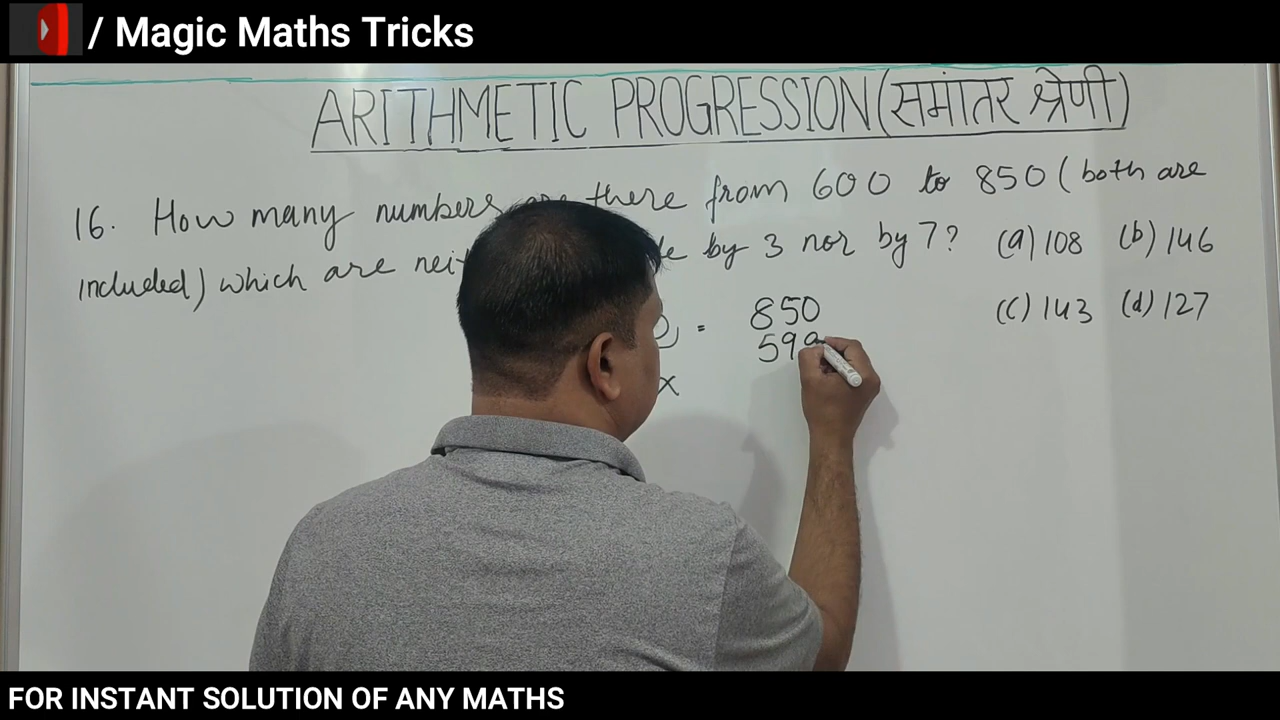 / Magic Maths Tricks
ARITHMETIC PROGRESSION (समांतर श्रेणी)
16. How many numbers there from 600 to 850 (both are
included) which are by 3 nor by 7? (a) 108 (b) 146
(c) 143 (d) 127
= 850
599
x
FOR INSTANT SOLUTION OF ANY MATHS